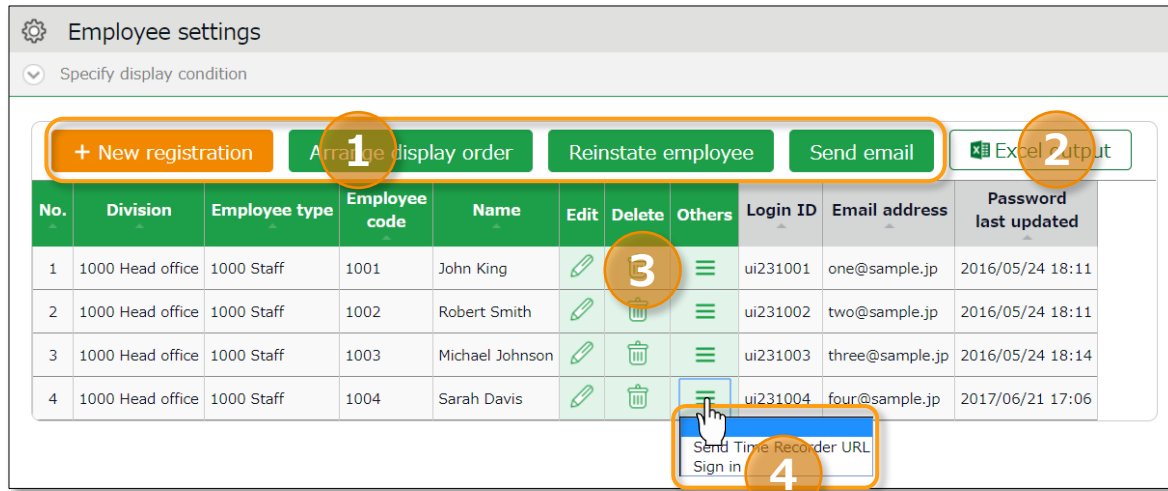 Employee settings
Specify display condition
+ New registration Arrange display order Reinstate employee Send email Excel output
1 2
No. Division Employee type Employee code Name Edit Delete Others Login ID Email address Password last updated
1 1000 Head office 1000 Staff 1001 John King ui231001 one@sample.jp 2016/05/24 18:11
3
2 1000 Head office 1000 Staff 1002 Robert Smith ui231002 two@sample.jp 2016/05/24 18:11
3 1000 Head office 1000 Staff 1003 Michael Johnson ui231003 three@sample.jp 2016/05/24 18:14
4 1000 Head office 1000 Staff 1004 Sarah Davis ui231004 four@sample.jp 2017/06/21 17:06
Send Time Recorder URL
Sign in
4